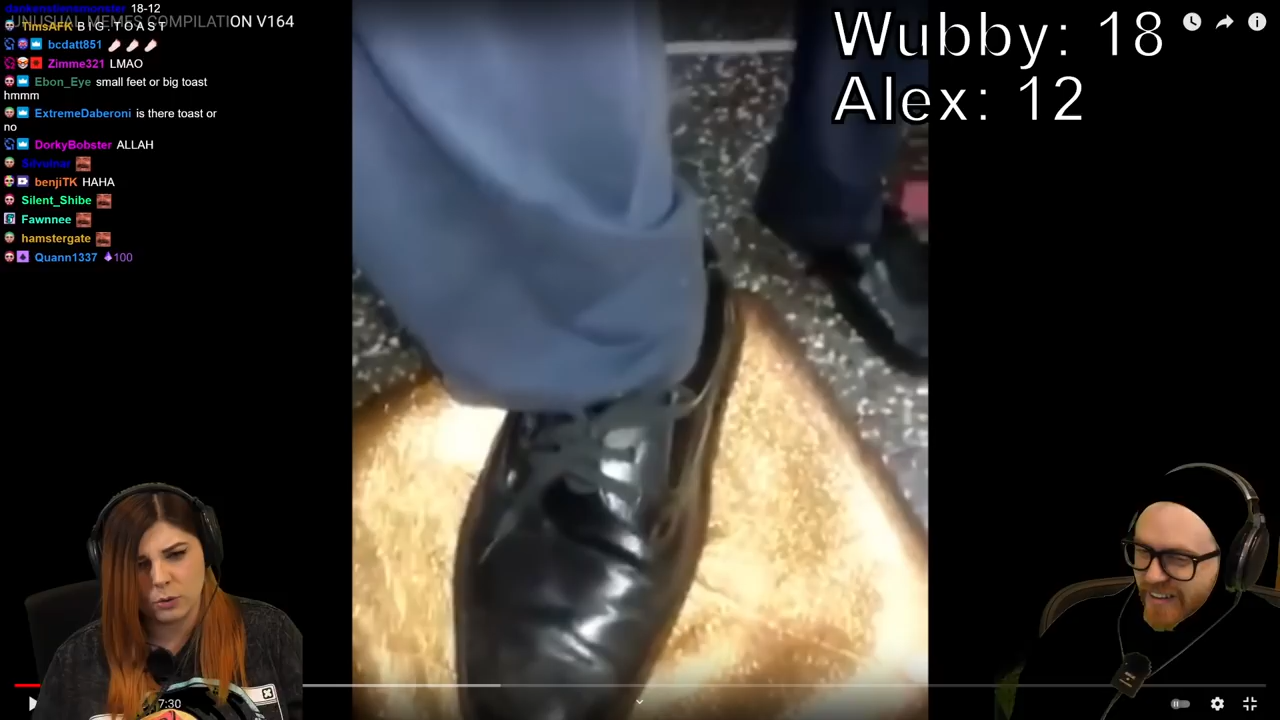 dankensteinsmonster 18-12
UNUSUAL MEMES COMPILATION V164
TimsAFK B I G . T O A S T
bcdatt851
Zimme321 LMAO
Ebon_Eye small feet or big toast
hmmm
ExtremeDaberoni is there toast or
no
DorkyBobster ALLAH
Silvulnar
benjiTK HAHA
Silent_Shibe
Fawnnee
hamstergate
Quann1337 100
Wubby: 18
Alex: 12
7:30